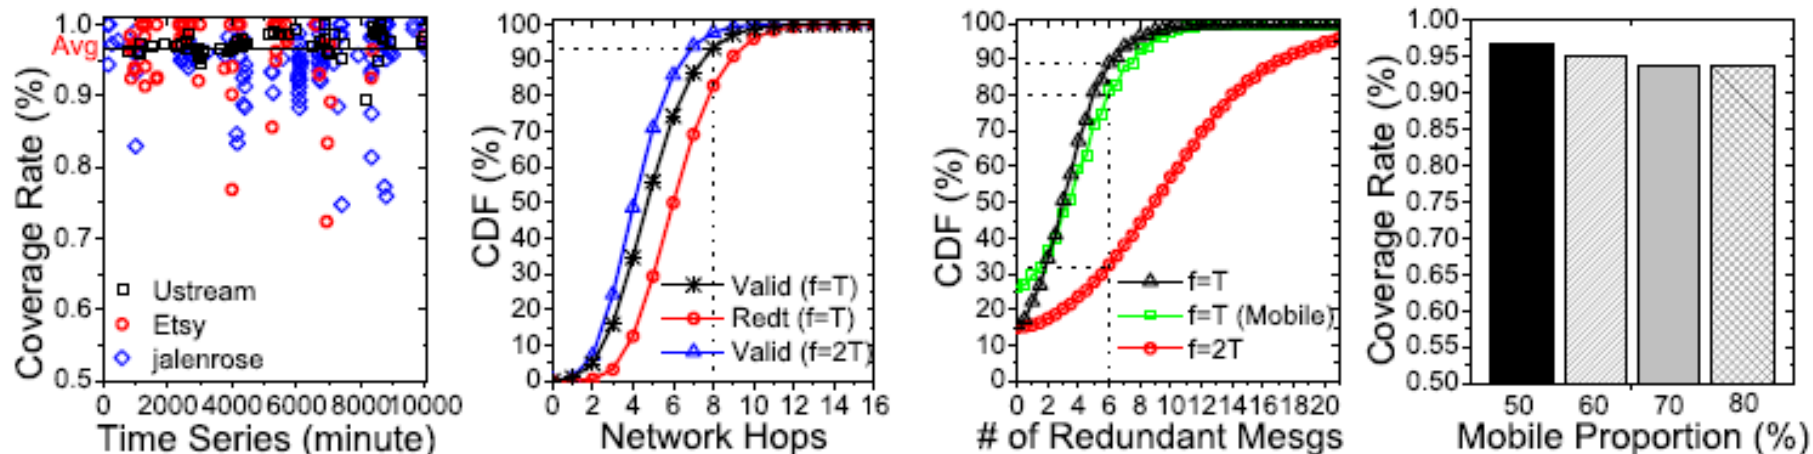 Coverage Rate (%)
1.0
Avg
0.9
0.8
0.7
0.6
0.5
Ustream
Etsy
jalenrose
0 2000 4000 6000 8000 10000
Time Series (minute)
CDF (%)
100
90
80
70
60
50
40
30
20
10
0
Valid (f=T)
Redt (f=T)
Valid (f=2T)
0 2 4 6 8 10 12 14 16
Network Hops
CDF (%)
100
90
80
70
60
50
40
30
20
10
0
f=T
f=T (Mobile)
f=2T
0 2 4 6 8 10 12 14 16 18 20
# of Redundant Mesgs
Coverage Rate (%)
1.00
0.95
0.90
0.85
0.80
0.75
0.70
0.65
0.60
0.55
0.50
50 60 70 80
Mobile Proportion (%)